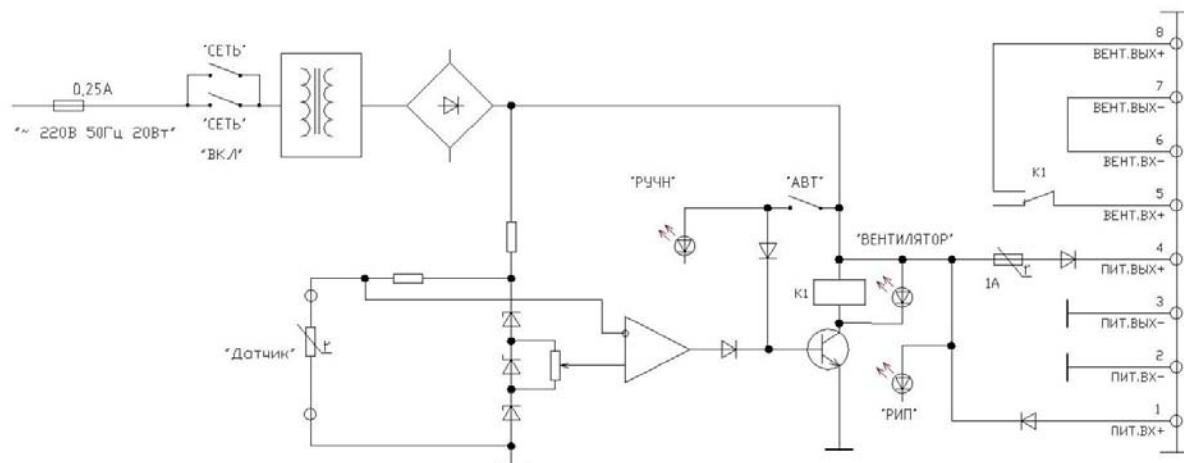 0,25А
"~ 220В 50Гц 20Вт"
"СЕТЬ"
"СЕТЬ"
"ВКЛ"
"РУЧН"
"АВТ"
"ВЕНТИЛЯТОР"
К1
"Датчик"
"РИП"
1А
К1
8
ВЕНТ.ВЫХ+
7
ВЕНТ.ВЫХ-
6
ВЕНТ.ВХ-
5
ВЕНТ.ВХ+
4
ПИТ.ВЫХ+
3
ПИТ.ВЫХ-
2
ПИТ.ВХ-
1
ПИТ.ВХ+